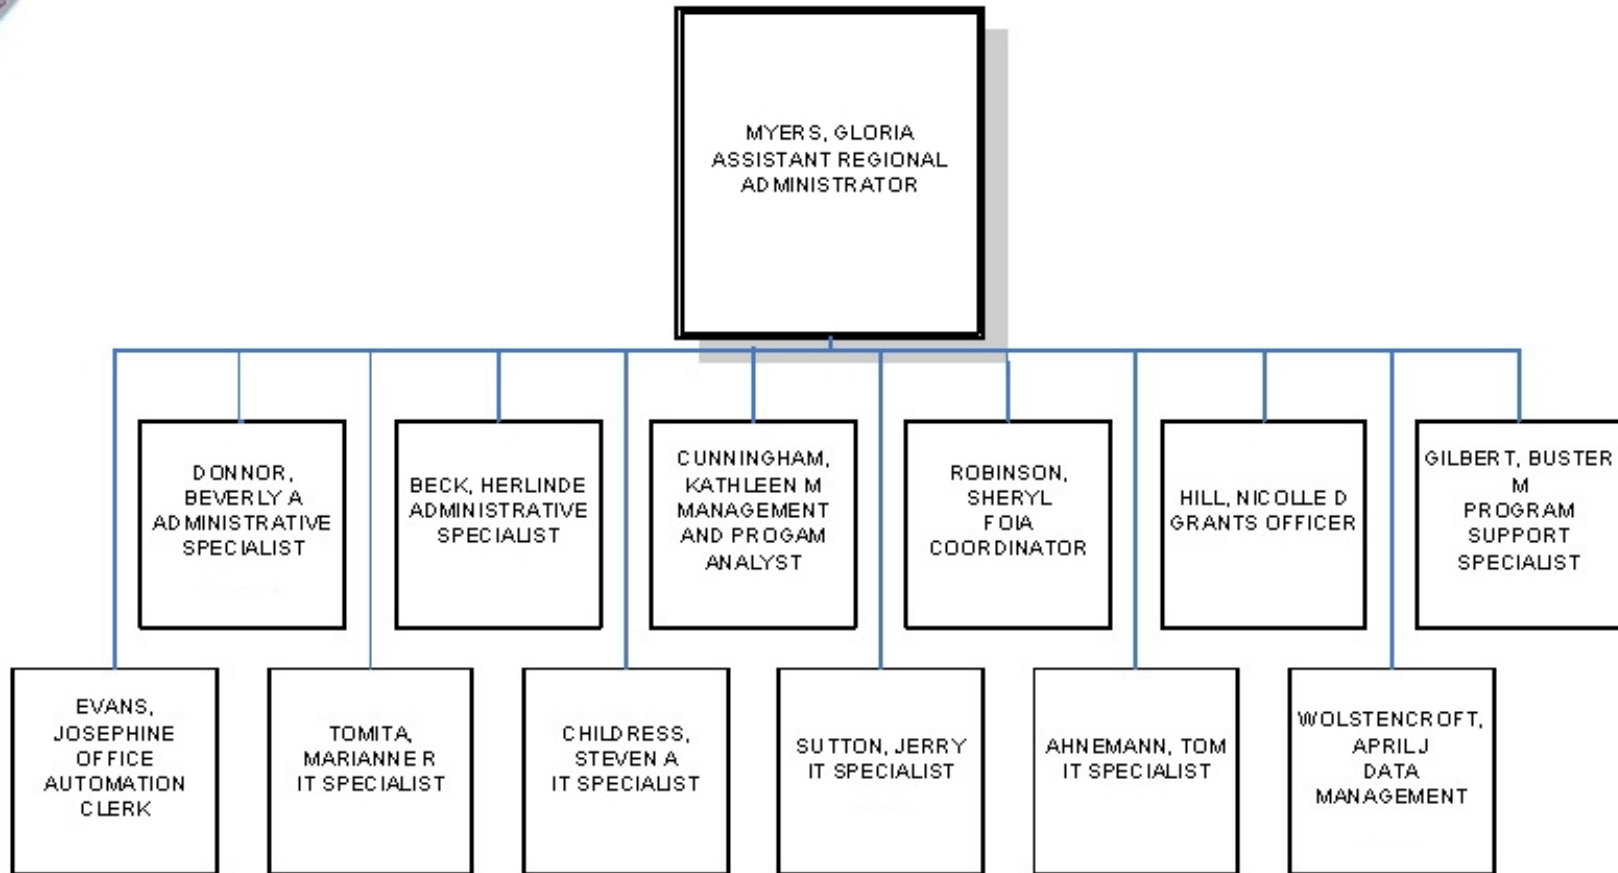 MYERS, GLORIA
ASSISTANT REGIONAL
ADMINISTRATOR
DONNOR,
BEVERLY A
ADMINISTRATIVE
SPECIALIST
BECK, HERLINDE
ADMINISTRATIVE
SPECIALIST
CUNNINGHAM,
KATHLEEN M
MANAGEMENT
AND PROGAM
ANALYST
ROBINSON,
SHERYL
FOIA
COORDINATOR
HILL, NICOLLE D
GRANTS OFFICER
GILBERT, BUSTER
M
PROGRAM
SUPPORT
SPECIALIST
EVANS,
JOSEPHINE
OFFICE
AUTOMATION
CLERK
TOMITA,
MARIANNE R
IT SPECIALIST
CHILDRESS,
STEVEN A
IT SPECIALIST
SUTTON, JERRY
IT SPECIALIST
AHNEMANN, TOM
IT SPECIALIST
WOLSTENCROFT,
APRIL J
DATA
MANAGEMENT